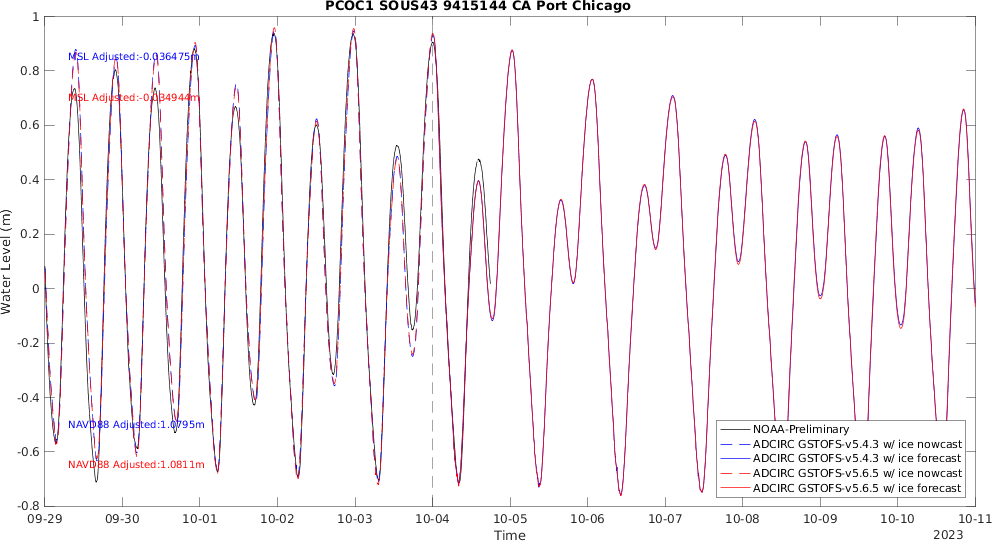 PCOC1 SOUS43 9415144 CA Port Chicago
1
0.8
0.6
0.4
0.2
0
-0.2
-0.4
-0.6
-0.8
Water Level (m)
MSL Adjusted:-0.036475m
MSL Adjusted:-0.034944m
NAVD88 Adjusted:1.0795m
NAVD88 Adjusted:1.0811m
NOAA-Preliminary
ADCIRC GSTOFS-v5.4.3 w/ ice nowcast
ADCIRC GSTOFS-v5.4.3 w/ ice forecast
ADCIRC GSTOFS-v5.6.5 w/ ice nowcast
ADCIRC GSTOFS-v5.6.5 w/ ice forecast
09-29 09-30 10-01 10-02 10-03 10-04 10-05 10-06 10-07 10-08 10-09 10-10 10-11
Time
2023